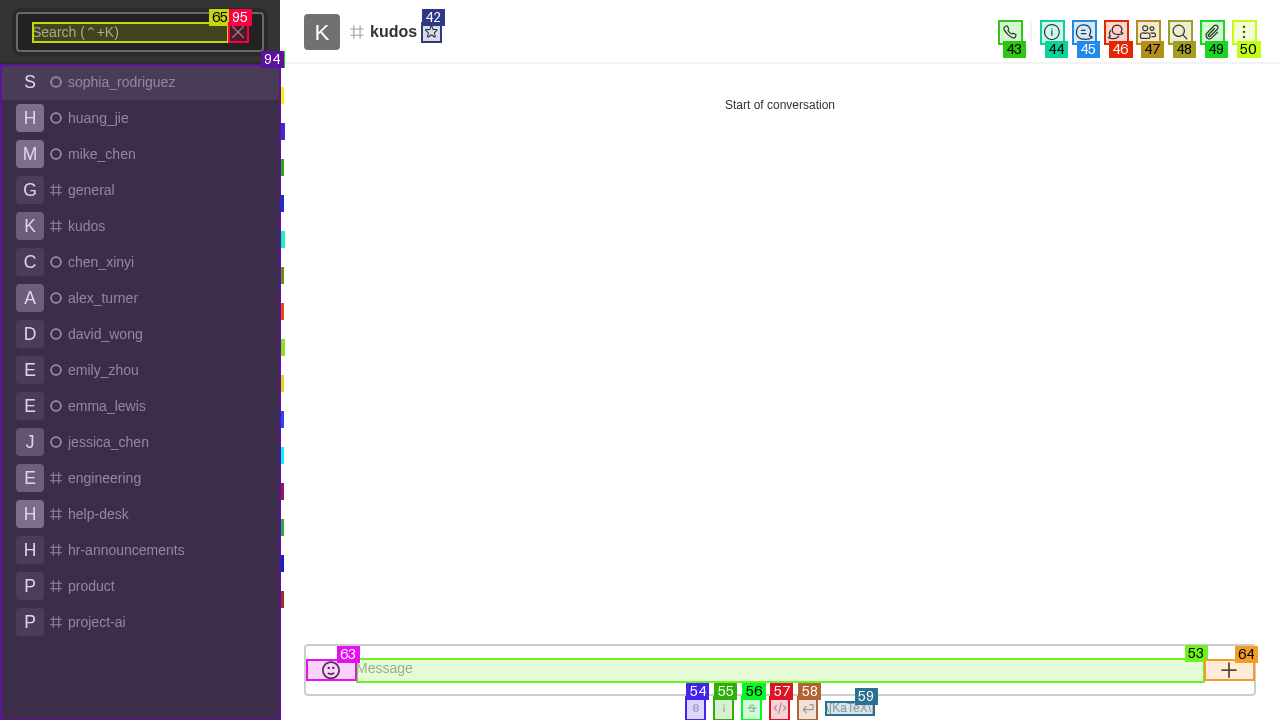 Search (⌃+K)
65
95
94
S sophia_rodriguez
H huang_jie
M mike_chen
G general
K kudos
C chen_xinyi
A alex_turner
D david_wong
E emily_zhou
E emma_lewis
J jessica_chen
E engineering
H help-desk
H hr-announcements
P product
P project-ai
K kudos
42
43
44
45
46
47
48
49
50
Start of conversation
63
Message
53
64
54
55
56
57
58
59
B
i
S
</>
\[KaTeX\]